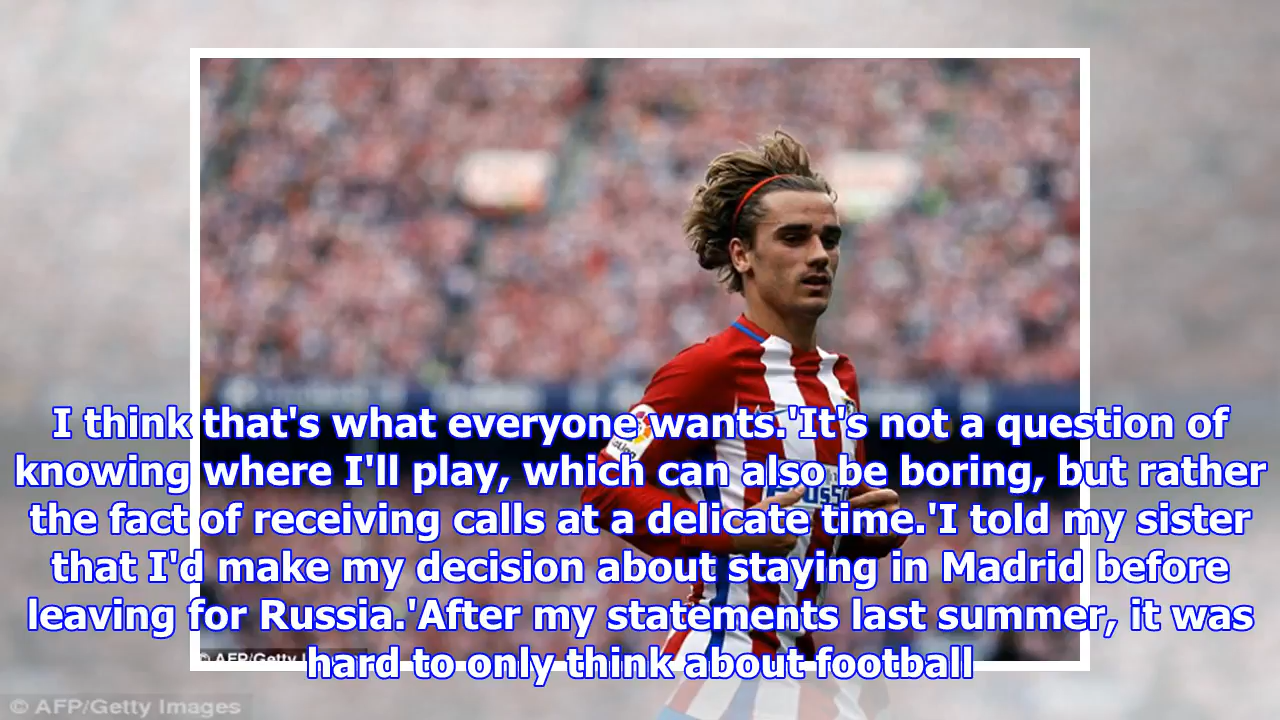 I think that's what everyone wants.'It's not a question of
knowing where I'll play, which can also be boring, but rather
the fact of receiving calls at a delicate time.'I told my sister
that I'd make my decision about staying in Madrid before
leaving for Russia.'After my statements last summer, it was
hard to only think about football
© AFP/Getty Images